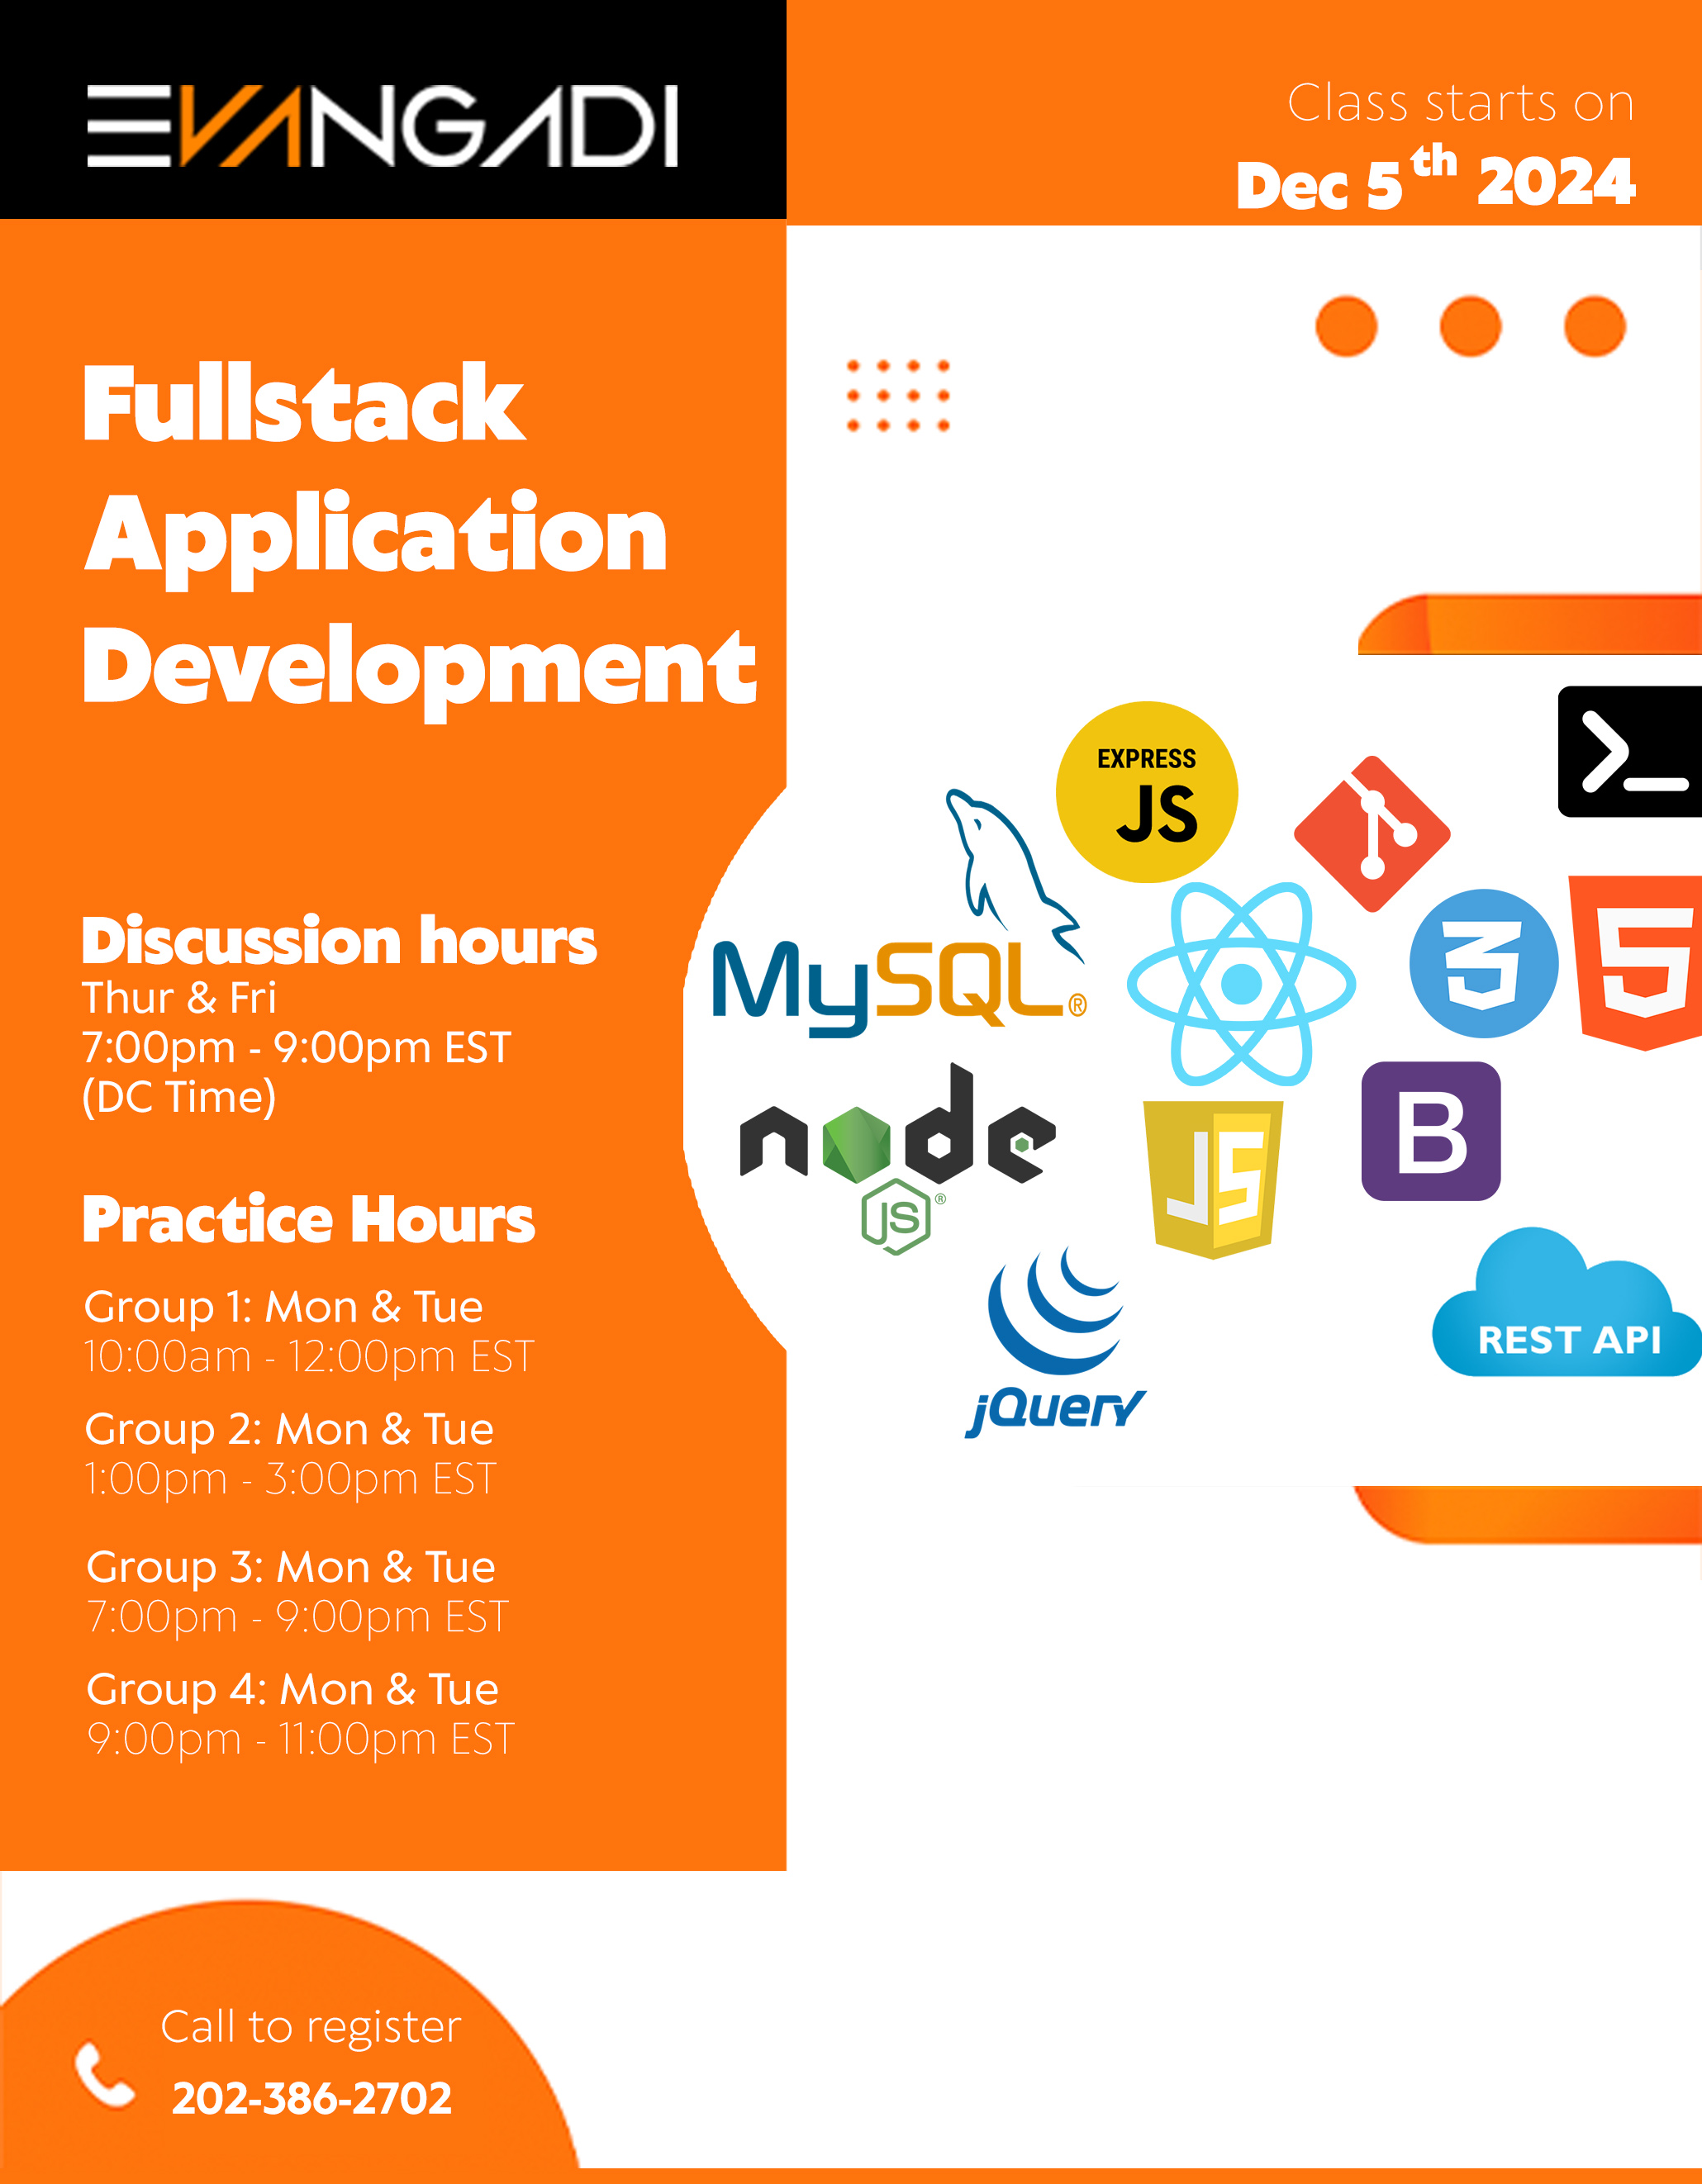 EVANGADI
Class starts on
Dec 5th 2024
Fullstack
Application
Development
Discussion hours
Thur & Fri
7:00pm - 9:00pm EST
(DC Time)
Practice Hours
Group 1: Mon & Tue
10:00am - 12:00pm EST
Group 2: Mon & Tue
1:00pm - 3:00pm EST
Group 3: Mon & Tue
7:00pm - 9:00pm EST
Group 4: Mon & Tue
9:00pm - 11:00pm EST
EXPRESS
JS
MySQL®
3
5
node
JS®
JS
B
REST API
jQuery
Call to register
202-386-2702